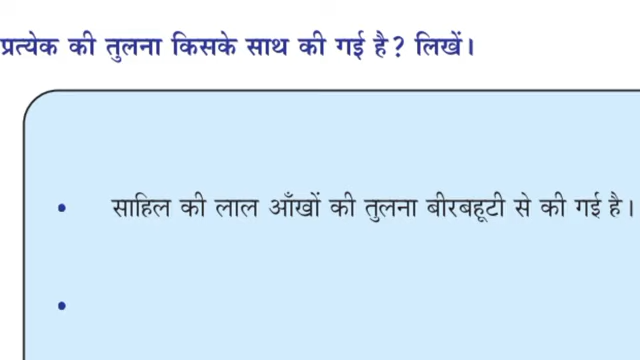 प्रत्येक की तुलना किसके साथ की गई है? लिखें।
• साहिल की लाल आँखों की तुलना बीरबहूटी से की गई है।
•